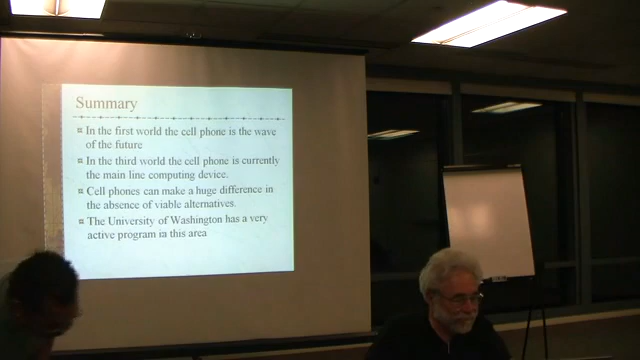 Summary
In the first world the cell phone is the wave
of the future
In the third world the cell phone is currently
the main line computing device.
Cell phones can make a huge difference in
the absence of viable alternatives.
The University of Washington has a very
active program in this area